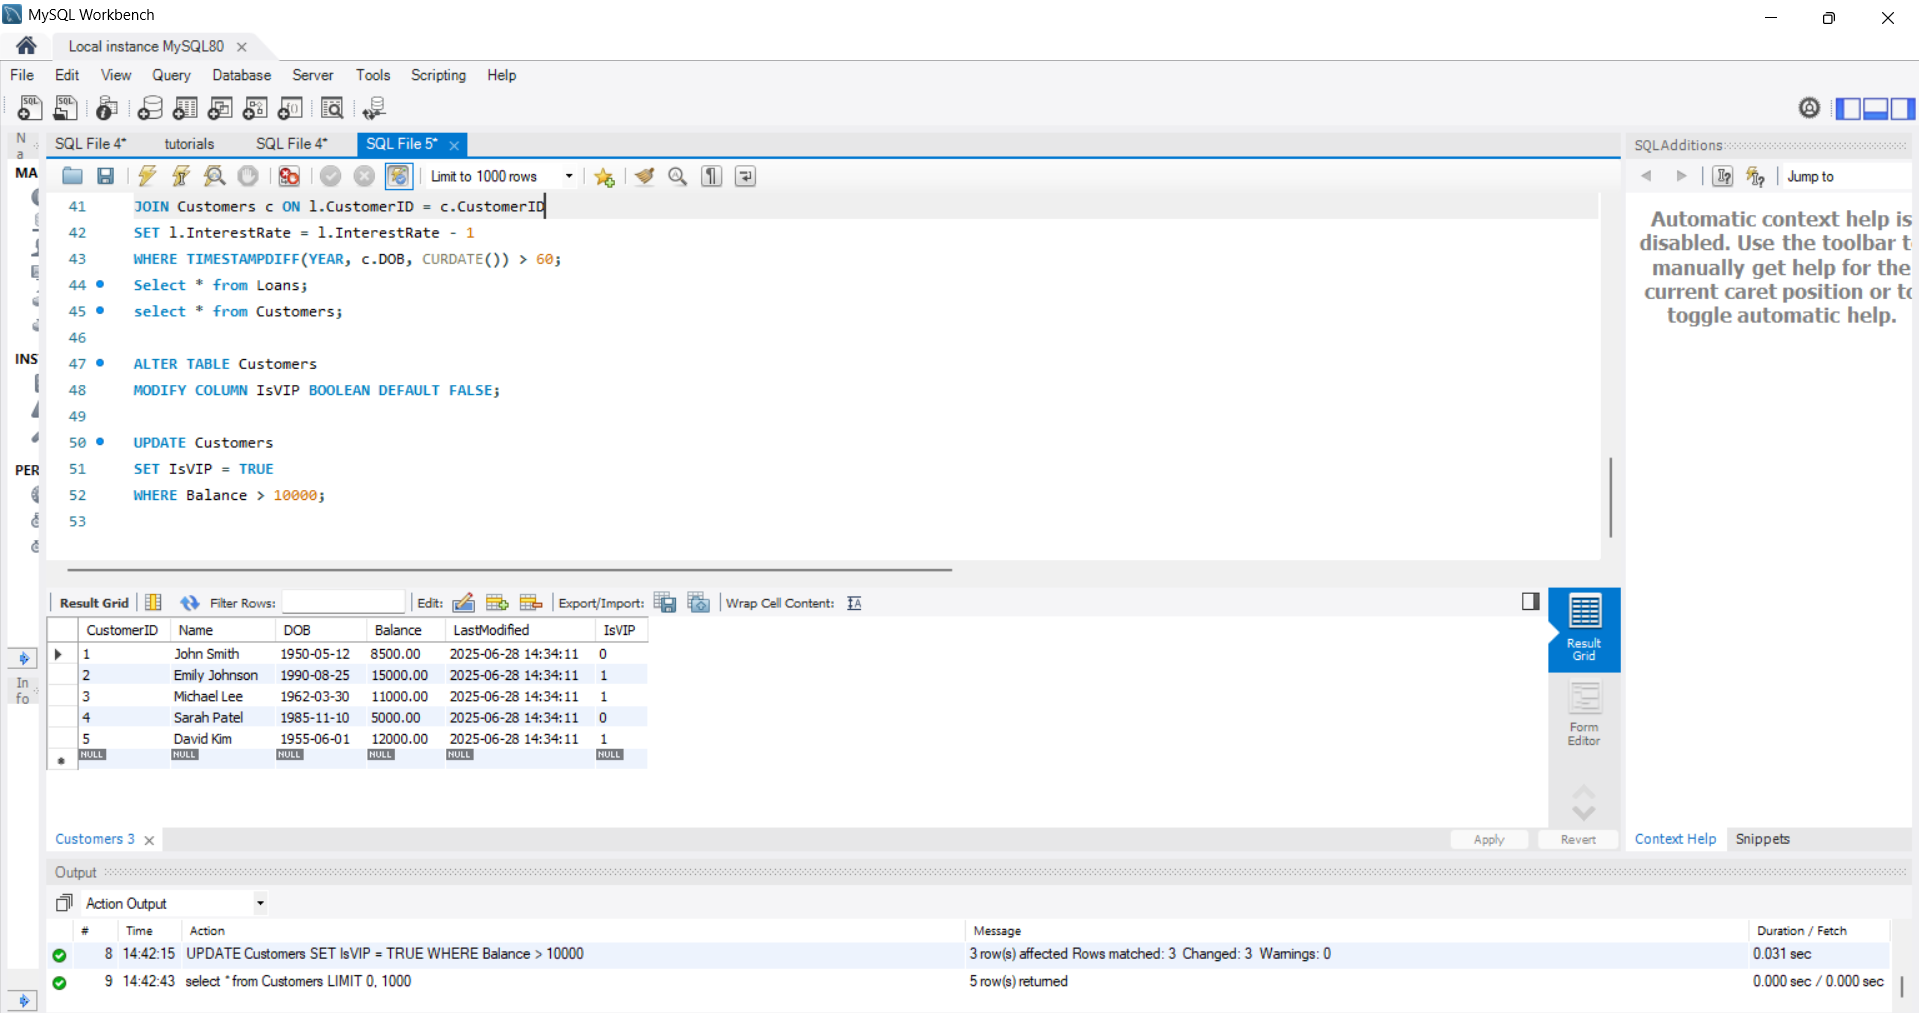 MySQL Workbench
Local instance MySQL80
File Edit View Query Database Server Tools Scripting Help
N
a
MA
INS
PER
In
fo
SQL File 4* tutorials SQL File 4* SQL File 5*
Limit to 1000 rows
41 JOIN Customers c ON l.CustomerID = c.CustomerID
42 SET l.InterestRate = l.InterestRate - 1
43 WHERE TIMESTAMPDIFF(YEAR, c.DOB, CURDATE()) > 60;
44 Select * from Loans;
45 select * from Customers;
46
47 ALTER TABLE Customers
48 MODIFY COLUMN IsVIP BOOLEAN DEFAULT FALSE;
49
50 UPDATE Customers
51 SET IsVIP = TRUE
52 WHERE Balance > 10000;
53
Result Grid Filter Rows: Edit: Export/Import: Wrap Cell Content:
CustomerID Name DOB Balance LastModified IsVIP
1 John Smith 1950-05-12 8500.00 2025-06-28 14:34:11 0
2 Emily Johnson 1990-08-25 15000.00 2025-06-28 14:34:11 1
3 Michael Lee 1962-03-30 11000.00 2025-06-28 14:34:11 1
4 Sarah Patel 1985-11-10 5000.00 2025-06-28 14:34:11 0
5 David Kim 1955-06-01 12000.00 2025-06-28 14:34:11 1
NULL NULL NULL NULL NULL NULL
Result
Grid
Form
Editor
Customers 3
Apply Revert
SQLAdditions
Jump to
Automatic context help is
disabled. Use the toolbar t
manually get help for the
current caret position or to
toggle automatic help.
Context Help Snippets
Output
Action Output
# Time Action Message Duration / Fetch
8 14:42:15 UPDATE Customers SET IsVIP = TRUE WHERE Balance > 10000 3 row(s) affected Rows matched: 3 Changed: 3 Warnings: 0 0.031 sec
9 14:42:43 select * from Customers LIMIT 0, 1000 5 row(s) returned 0.000 sec / 0.000 sec